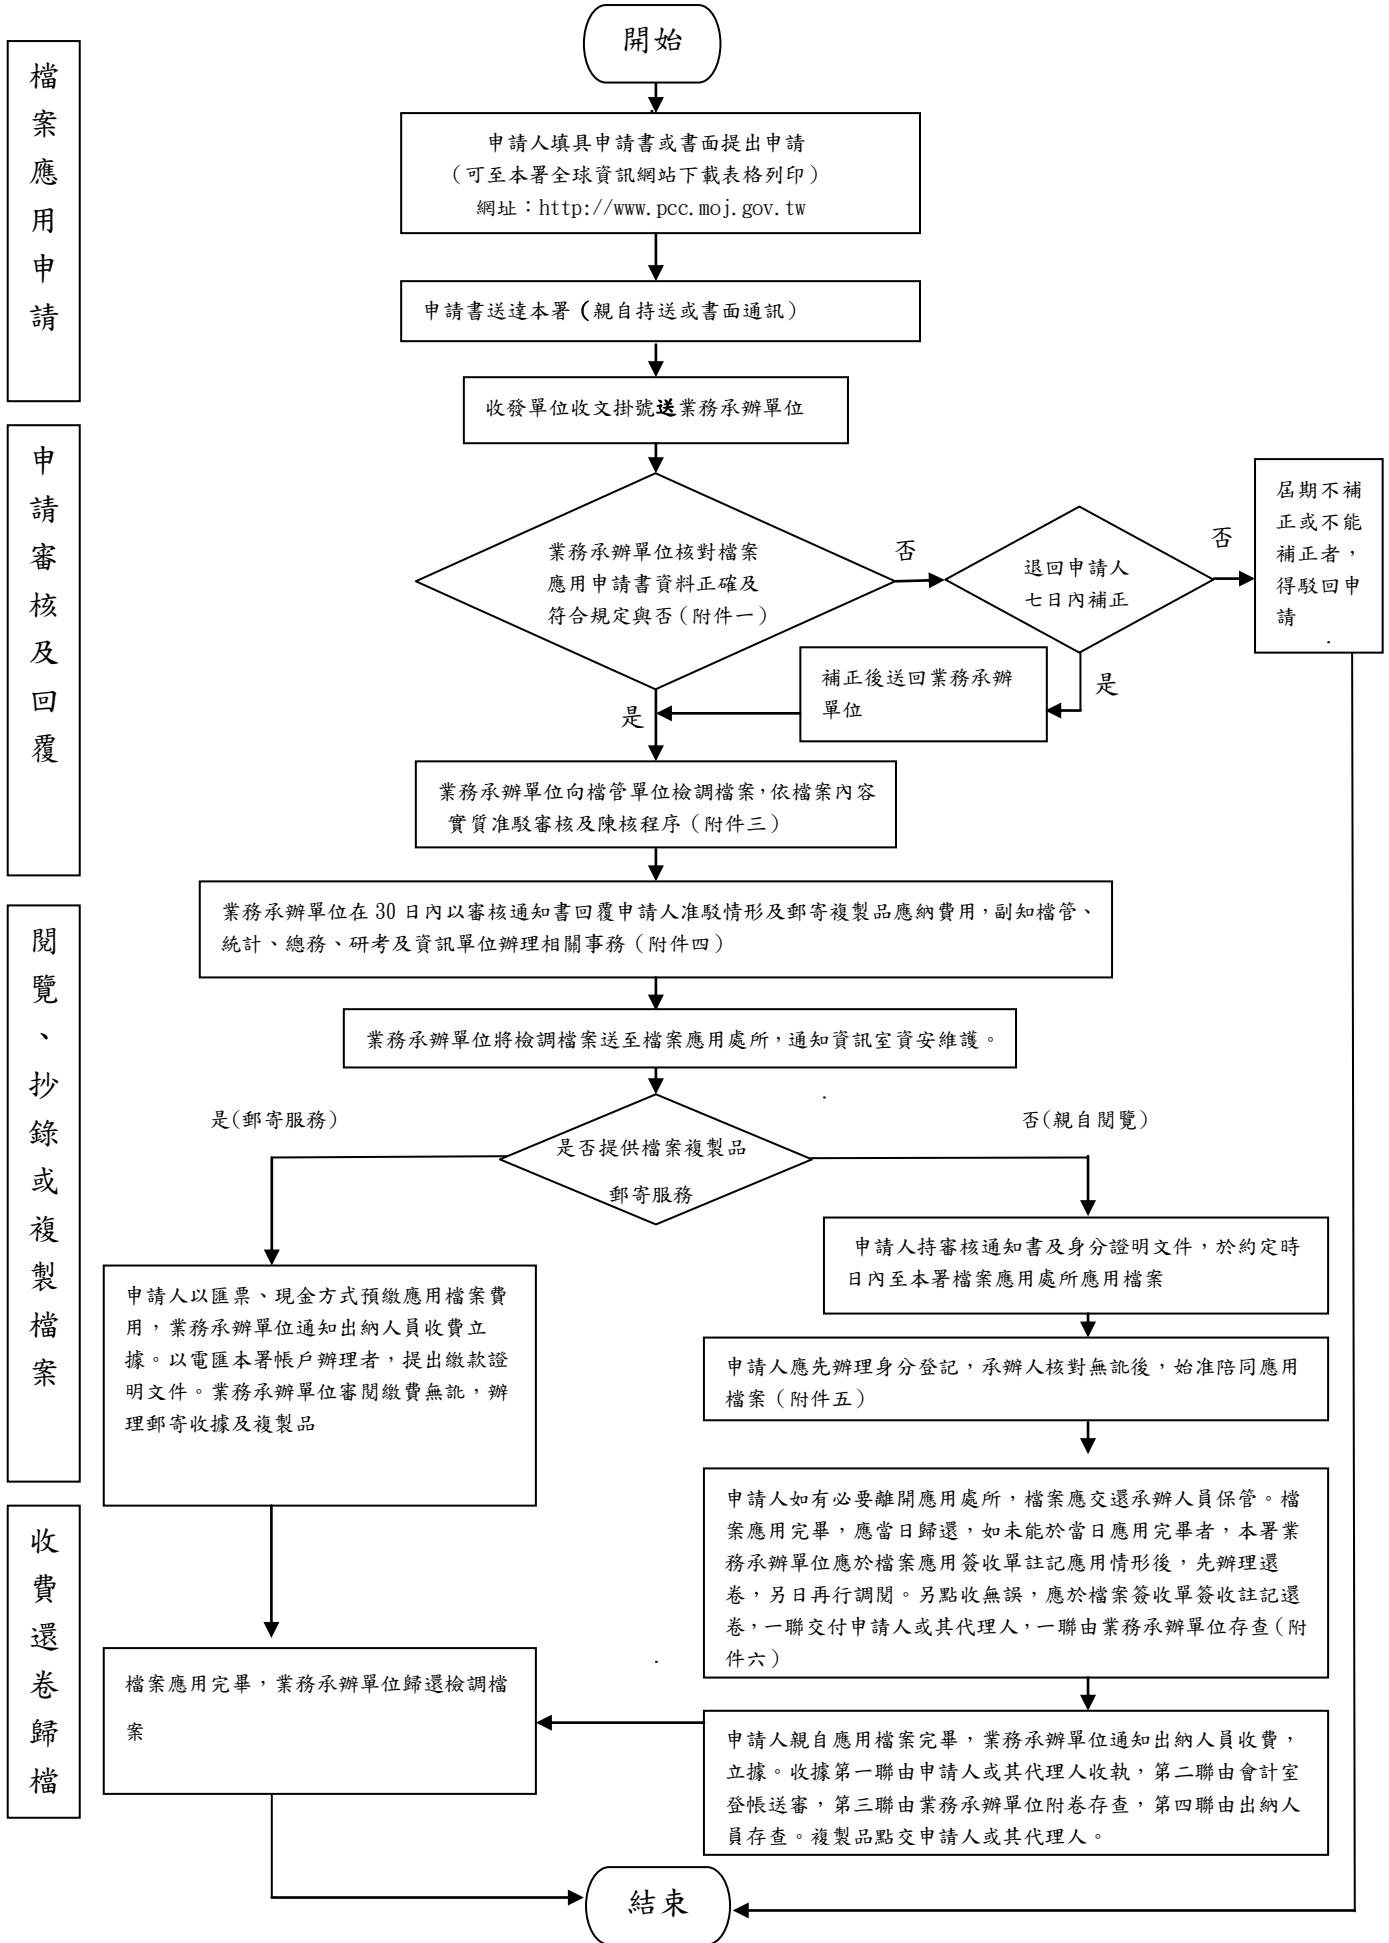 開始
檔案應用申請
申請人填具申請書或書面提出申請
(可至本署全球資訊網站下載表格列印)
網址：http://www.pcc.moj.gov.tw
申請書送達本署(親自持送或書面通訊)
收發單位收文掛號送業務承辦單位
申請審核及回覆
業務承辦單位核對檔案
應用申請書資料正確及
符合規定與否(附件一)
否
退回申請人
七日內補正
否
屆期不補
正或不能
補正者，
得駁回申
請
是
補正後送回業務承辦
單位
是
業務承辦單位向檔管單位檢調檔案，依檔案內容
實質准駁審核及陳核程序(附件三)
業務承辦單位在 30 日內以審核通知書回覆申請人准駁情形及郵寄複製品應納費用，副知檔管、
統計、總務、研考及資訊單位辦理相關事務(附件四)
閱覽、抄錄或複製檔案
業務承辦單位將檢調檔案送至檔案應用處所，通知資訊室資安維護。
是(郵寄服務)
否(親自閱覽)
是否提供檔案複製品
郵寄服務
申請人以匯票、現金方式預繳應用檔案費
用，業務承辦單位通知出納人員收費立
據。以電匯本署帳戶辦理者，提出繳款證
明文件。業務承辦單位審閱繳費無訛，辦
理郵寄收據及複製品
申請人持審核通知書及身分證明文件，於約定時
日內至本署檔案應用處所應用檔案
申請人應先辦理身分登記，承辦人核對無訛後，始准陪同應用
檔案(附件五)
申請人如有必要離開應用處所，檔案應交還承辦人員保管。檔
案應用完畢，應當日歸還，如未能於當日應用完畢者，本署業
務承辦單位應於檔案應用簽收單註記應用情形後，先辦理還
卷，另日再行調閱。另點收無誤，應於檔案簽收單簽收註記還
卷，一聯交付申請人或其代理人，一聯由業務承辦單位存查(附
件六)
收費還卷歸檔
檔案應用完畢，業務承辦單位歸還檢調檔
案
申請人親自應用檔案完畢，業務承辦單位通知出納人員收費，
立據。收據第一聯由申請人或其代理人收執，第二聯由會計室
登帳送審，第三聯由業務承辦單位附卷存查，第四聯由出納人
員存查。複製品點交申請人或其代理人。
結束